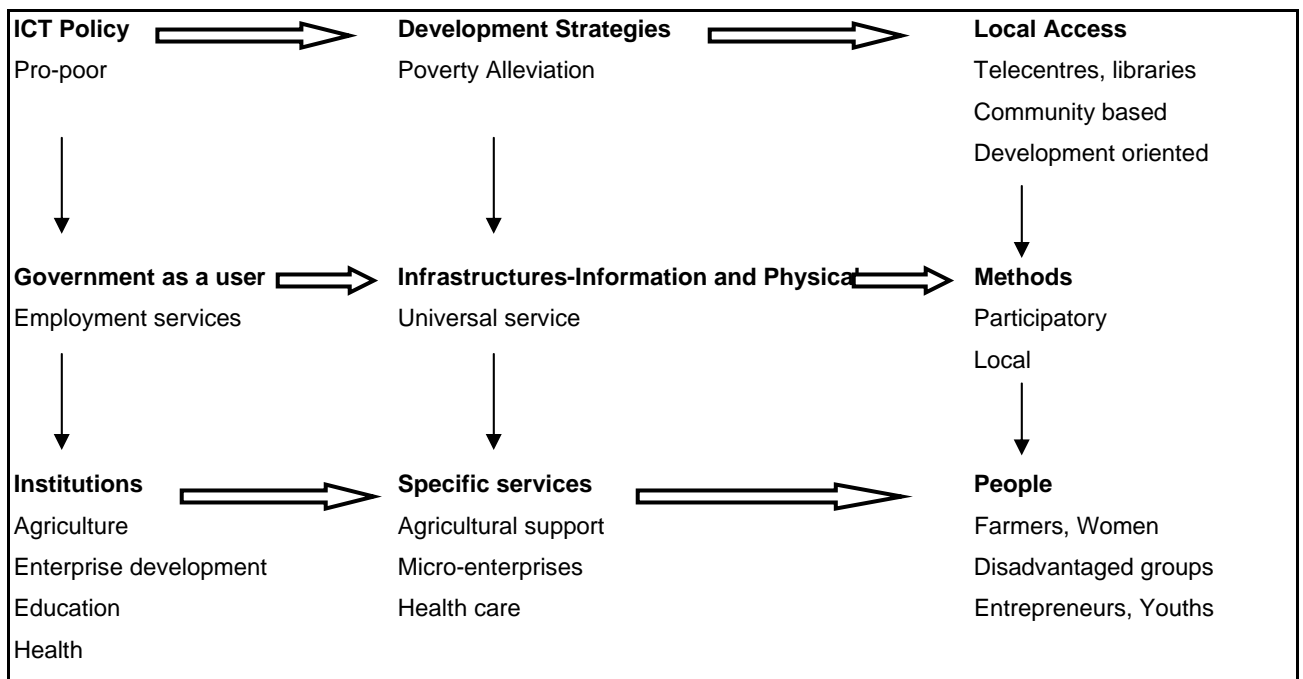 ICT Policy
Pro-poor
Development Strategies
Poverty Alleviation
Local Access
Telecentres, libraries
Community based
Development oriented
Government as a user
Employment services
Infrastructures-Information and Physical
Universal service
Methods
Participatory
Local
Institutions
Agriculture
Enterprise development
Education
Health
Specific services
Agricultural support
Micro-enterprises
Health care
People
Farmers, Women
Disadvantaged groups
Entrepreneurs, Youths